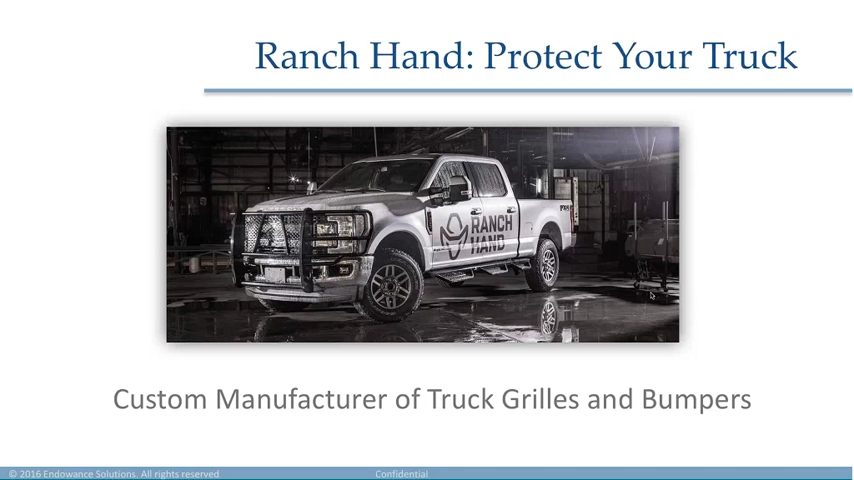 Ranch Hand: Protect Your Truck
RANCH
HAND
Custom Manufacturer of Truck Grilles and Bumpers
© 2016 Endowance Solutions. All rights reserved
Confidential